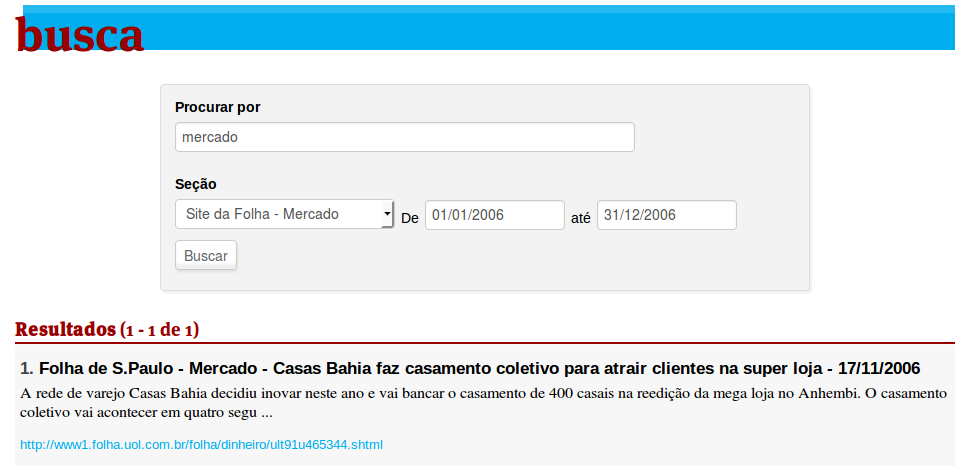 busca
Procurar por
mercado
Seção
Site da Folha - Mercado De 01/01/2006 até 31/12/2006
Buscar
Resultados (1 - 1 de 1)
1. Folha de S.Paulo - Mercado - Casas Bahia faz casamento coletivo para atrair clientes na super loja - 17/11/2006
A rede de varejo Casas Bahia decidiu inovar neste ano e vai bancar o casamento de 400 casais na reedição da mega loja no Anhembi. O casamento
coletivo vai acontecer em quatro segu ...
http://www1.folha.uol.com.br/folha/dinheiro/ult91u465344.shtml